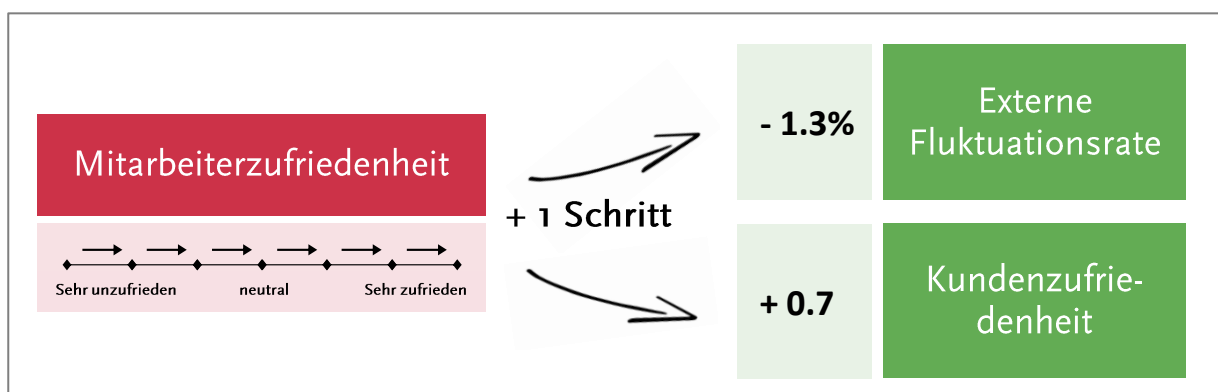 Mitarbeiterzufriedenheit
Sehr unzufrieden
neutral
Sehr zufrieden
+ 1 Schritt
- 1.3%
Externe
Fluktuationsrate
+ 0.7
Kundenzufrie-
denheit